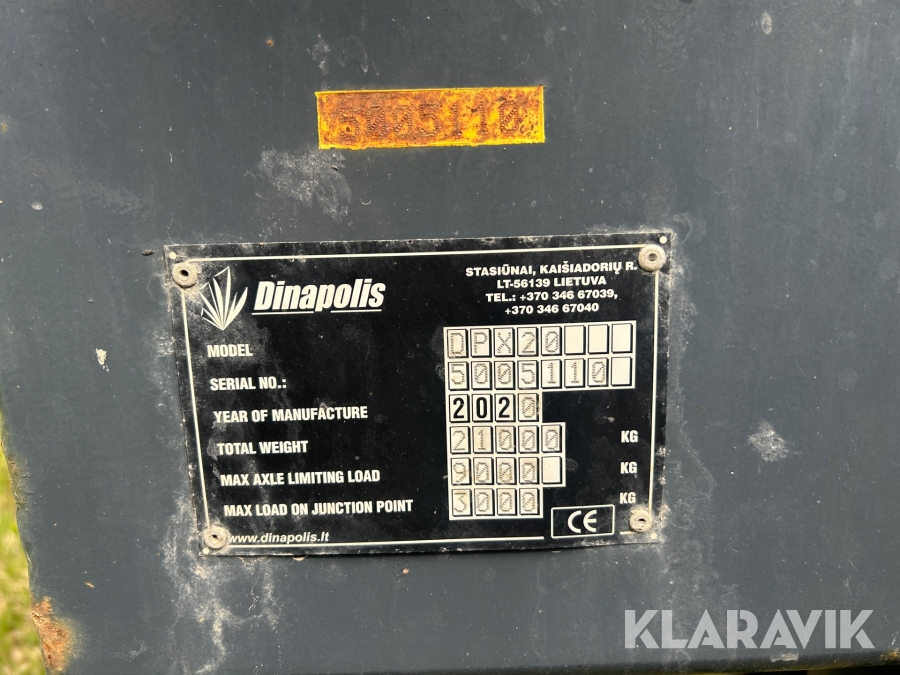 5005110
Dinapolis
STASIŪNAI, KAIŠIADORIŲ R.
LT-56139 LIETUVA
TEL.: +370 346 67039,
+370 346 67040
MODEL DPX20
SERIAL NO.: 5005110
YEAR OF MANUFACTURE 2020
TOTAL WEIGHT 21000 KG
MAX AXLE LIMITING LOAD 9000 KG
MAX LOAD ON JUNCTION POINT 3000 KG
www.dinapolis.lt
CE
KLARAVIK